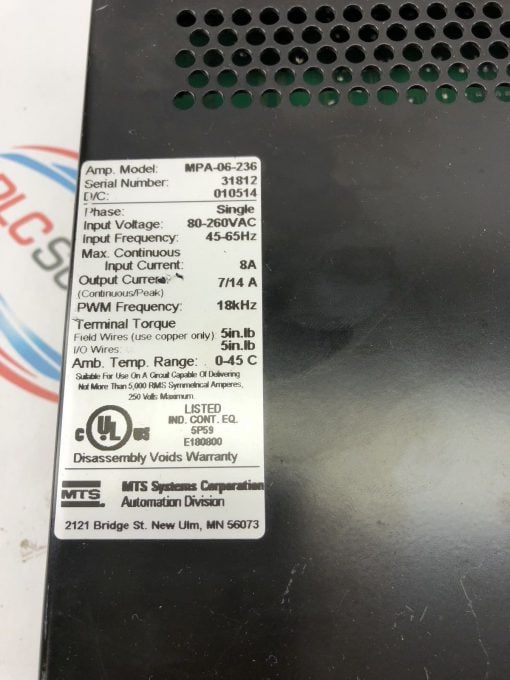 Amp. Model: MPA-06-236
Serial Number: 31812
D/C: 010514
Phase: Single
Input Voltage: 80-260VAC
Input Frequency: 45-65Hz
Max. Continuous
Input Current: 8A
Output Current: 7/14 A
(Continuous/Peak)
PWM Frequency: 18kHz
Terminal Torque
Field Wires (use copper only): 5in.lb
I/O Wires: 5in.lb
Amb. Temp. Range: 0-45 C
Suitable For Use On A Circuit Capable Of Delivering
Not More Than 5,000 RMS Symmetrical Amperes,
250 Volts Maximum.
LISTED
IND. CONT. EQ.
5P59
E180800
c UL us
Disassembly Voids Warranty
MTS
MTS Systems Corporation
Automation Division
2121 Bridge St. New Ulm, MN 56073